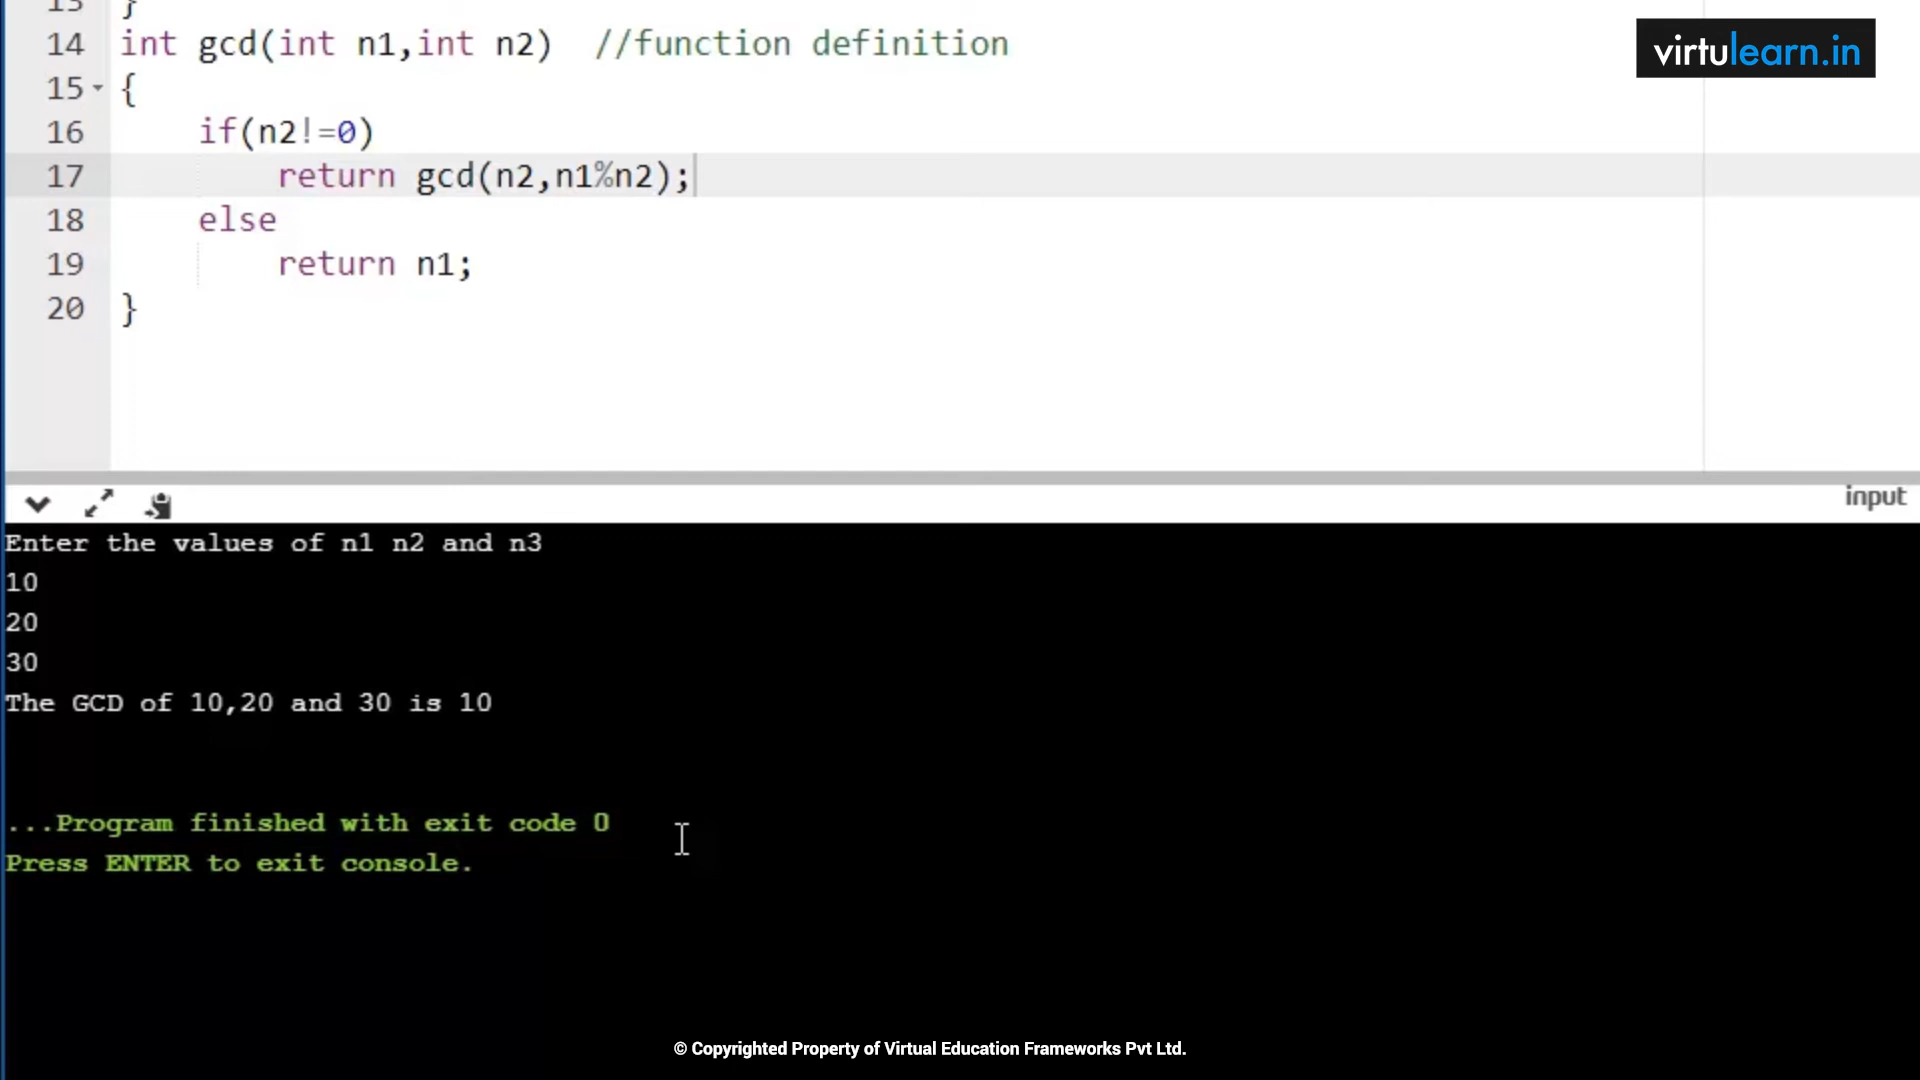 13 }
14 int gcd(int n1,int n2)  //function definition
virtulearn.in
15 {
16 if(n2!=0)
17 return gcd(n2,n1%n2);
18 else
19 return n1;
20 }
input
Enter the values of n1 n2 and n3
10
20
30
The GCD of 10,20 and 30 is 10
...Program finished with exit code 0
Press ENTER to exit console.
© Copyrighted Property of Virtual Education Frameworks Pvt Ltd.